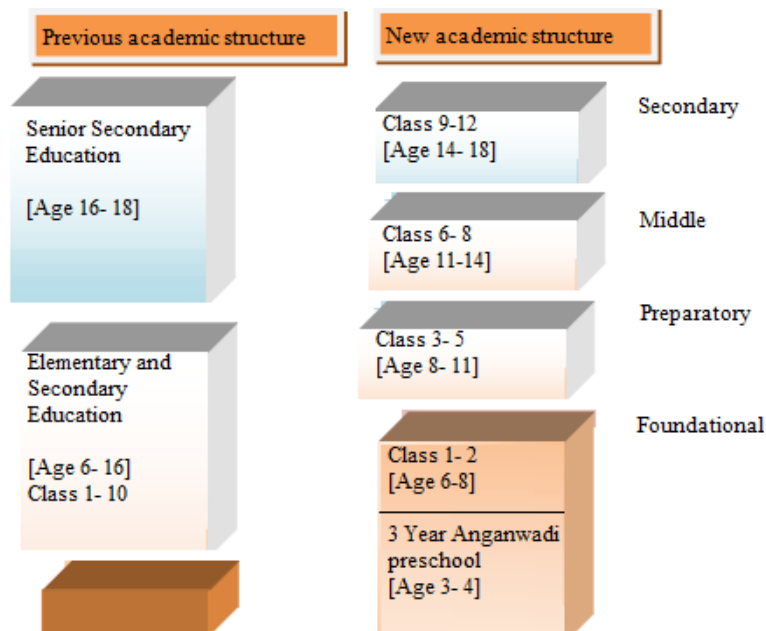 Previous academic structure
Senior Secondary
Education
[Age 16- 18]
Elementary and
Secondary
Education
[Age 6- 16]
Class 1- 10
New academic structure
Class 9-12
[Age 14- 18]
Secondary
Class 6- 8
[Age 11-14]
Middle
Class 3- 5
[Age 8- 11]
Preparatory
Class 1- 2
[Age 6-8]
Foundational
3 Year Anganwadi
preschool
[Age 3- 4]